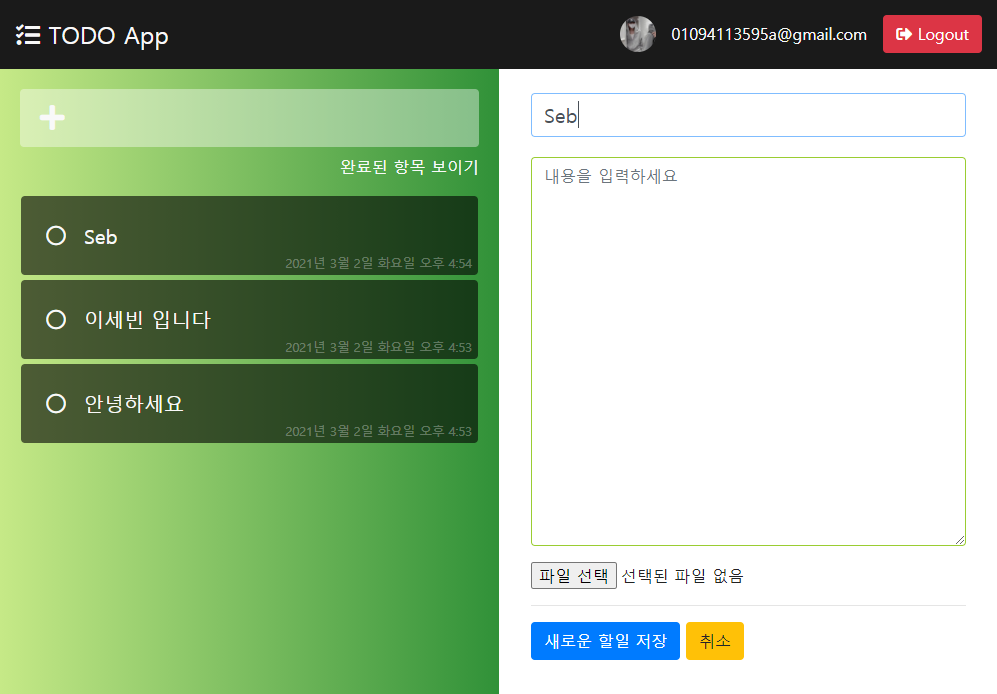 TODO App
01094113595a@gmail.com
Logout
완료된 항목 보이기
Seb
2021년 3월 2일 화요일 오후 4:54
이세빈 입니다
2021년 3월 2일 화요일 오후 4:53
안녕하세요
2021년 3월 2일 화요일 오후 4:53
Seb
내용을 입력하세요
파일 선택 선택된 파일 없음
새로운 할일 저장 취소